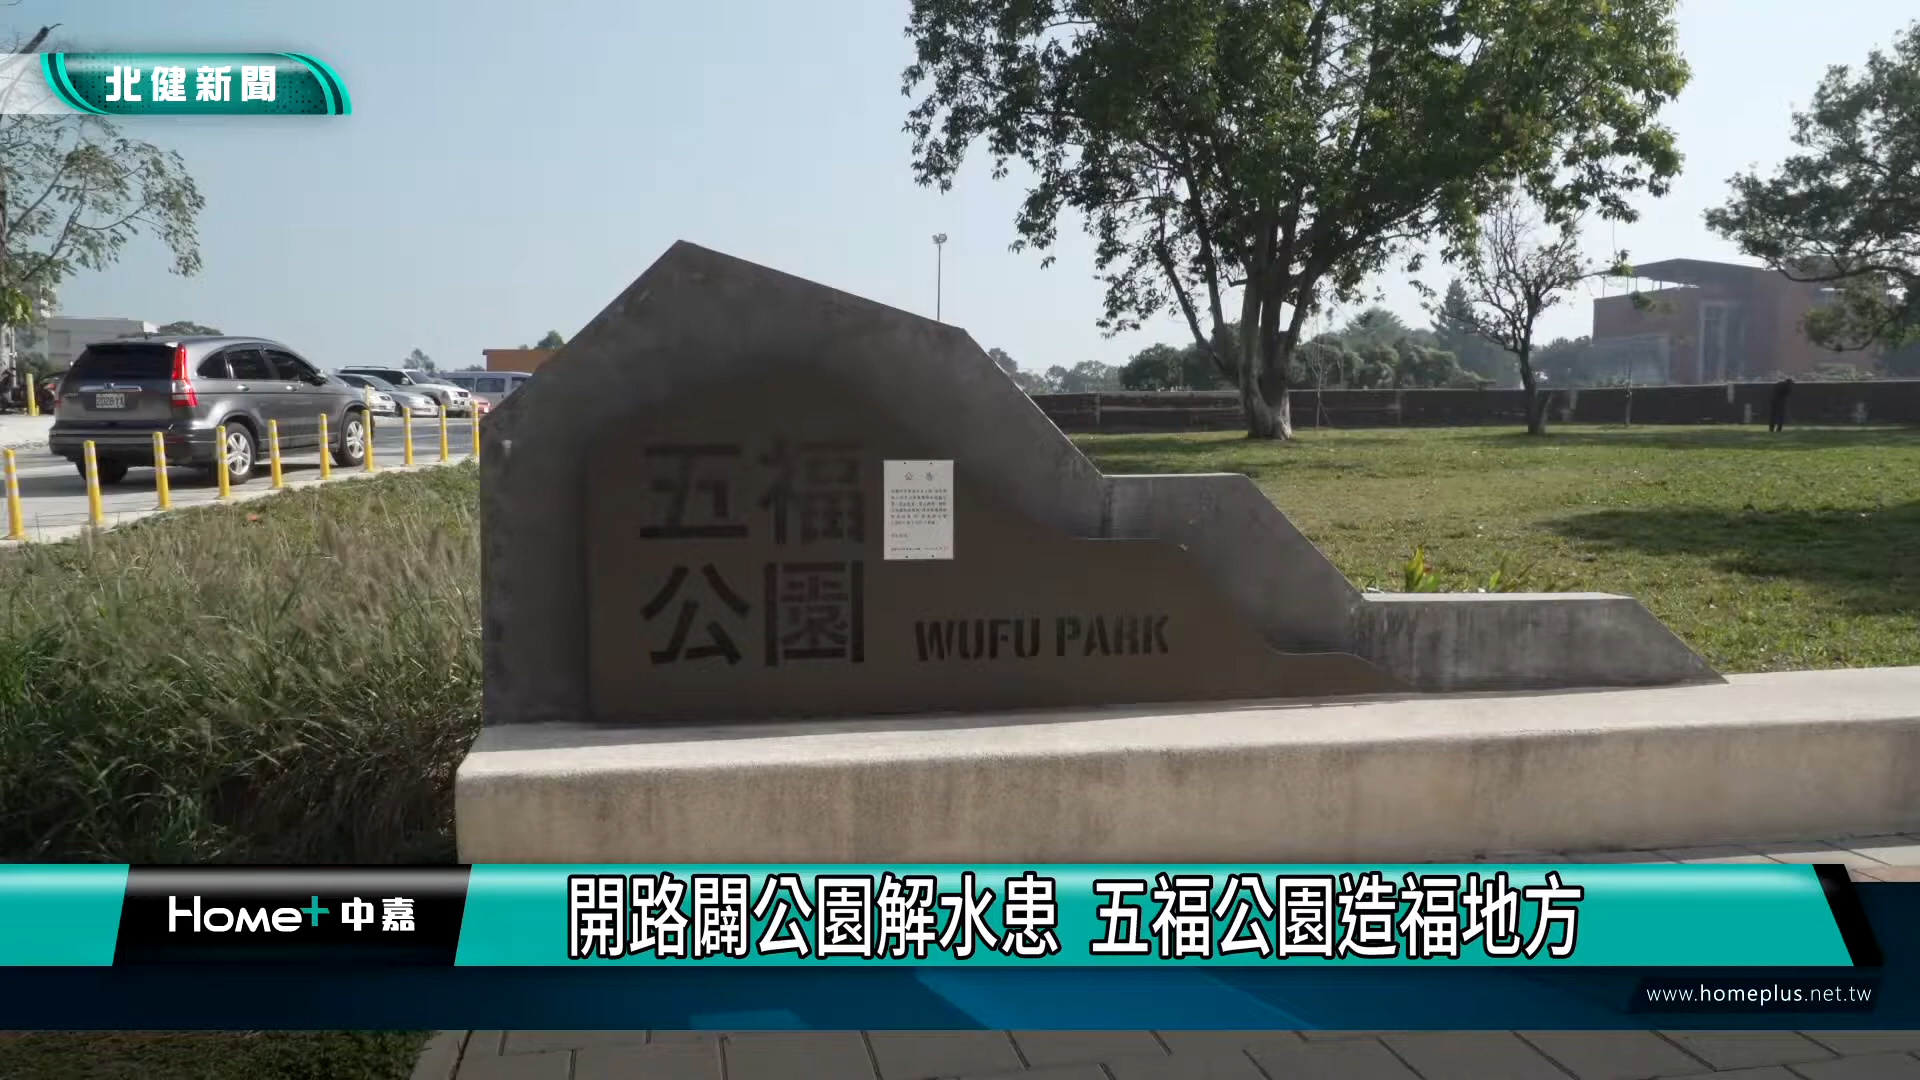 北健新聞
五福
公園
WUFU PARK
公告
Home+ 中嘉
開路闢公園解水患 五福公園造福地方
www.homeplus.net.tw